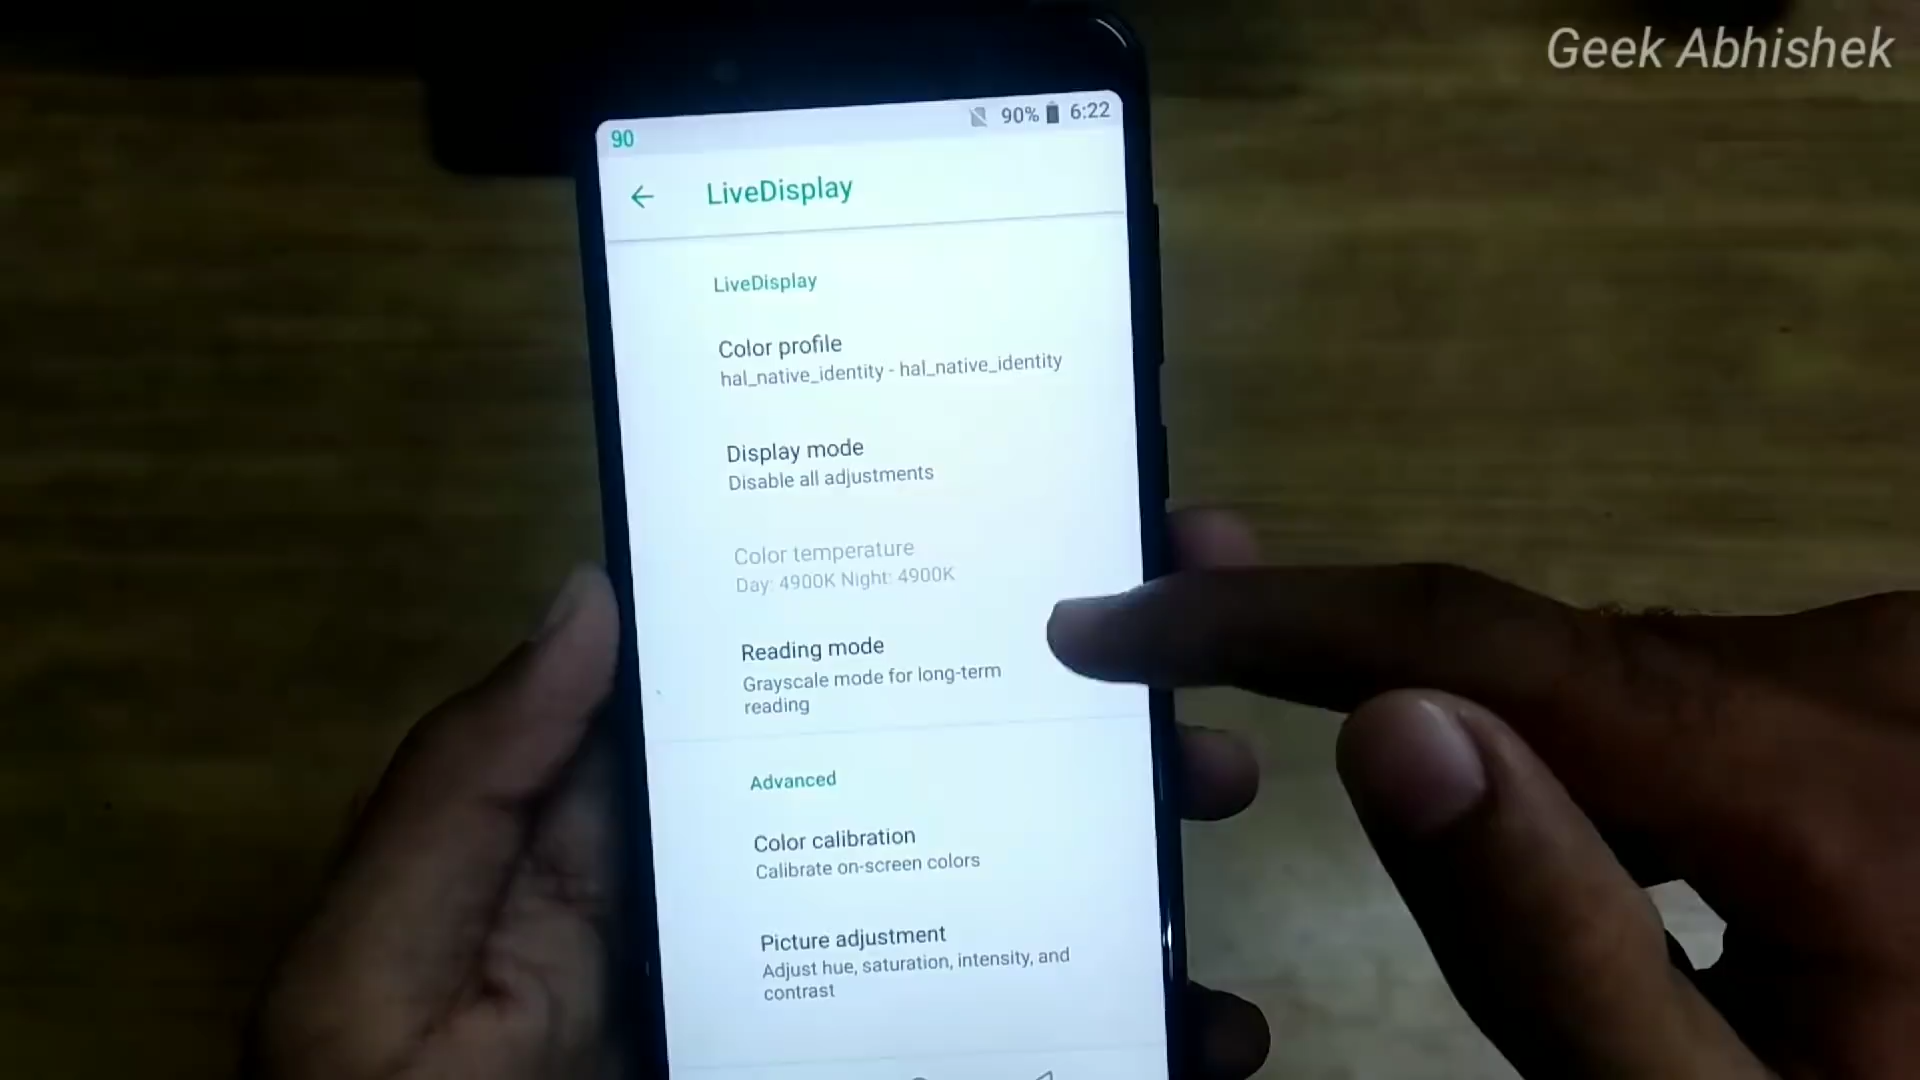 Geek Abhishek
90
90% 6:22
LiveDisplay
LiveDisplay
Color profile
hal_native_identity - hal_native_identity
Display mode
Disable all adjustments
Color temperature
Day: 4900K Night: 4900K
Reading mode
Grayscale mode for long-term
reading
Advanced
Color calibration
Calibrate on-screen colors
Picture adjustment
Adjust hue, saturation, intensity, and
contrast